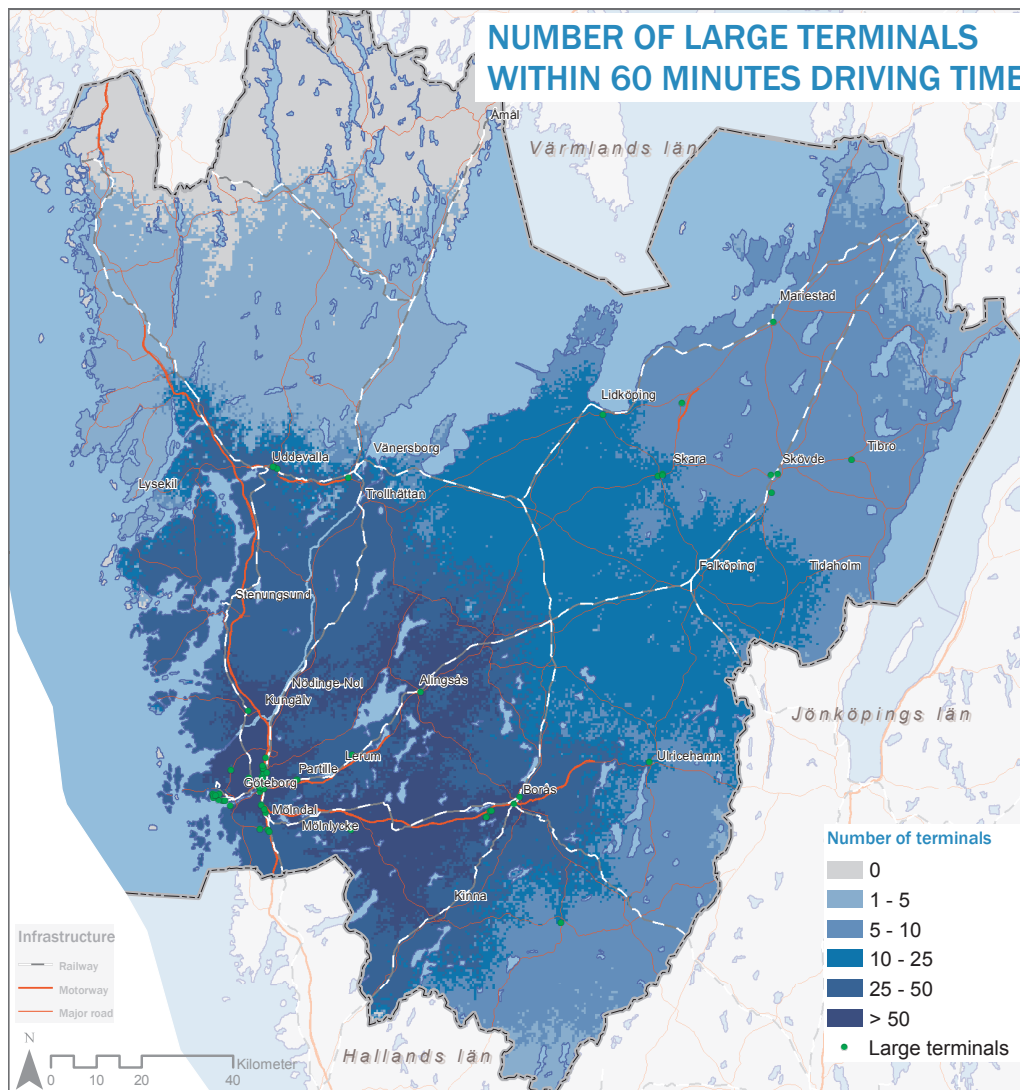 NUMBER OF LARGE TERMINALS
WITHIN 60 MINUTES DRIVING TIME
Åmål
Värmlands län
Mariestad
Lidköping
Vänersborg
Uddevalla
Skara
Skövde
Tibro
Lysekil
Trollhättan
Falköping
Tidaholm
Stenungsund
Nödinge-Nol
Alingsås
Kungälv
Jönköpings län
Lerum
Ulricehamn
Partille
Göteborg
Borås
Mölndal
Mölnlycke
Kinna
Hallands län
Number of terminals
0
1 - 5
5 - 10
10 - 25
25 - 50
> 50
Large terminals
Infrastructure
Railway
Motorway
Major road
N
Kilometer
0 10 20 40